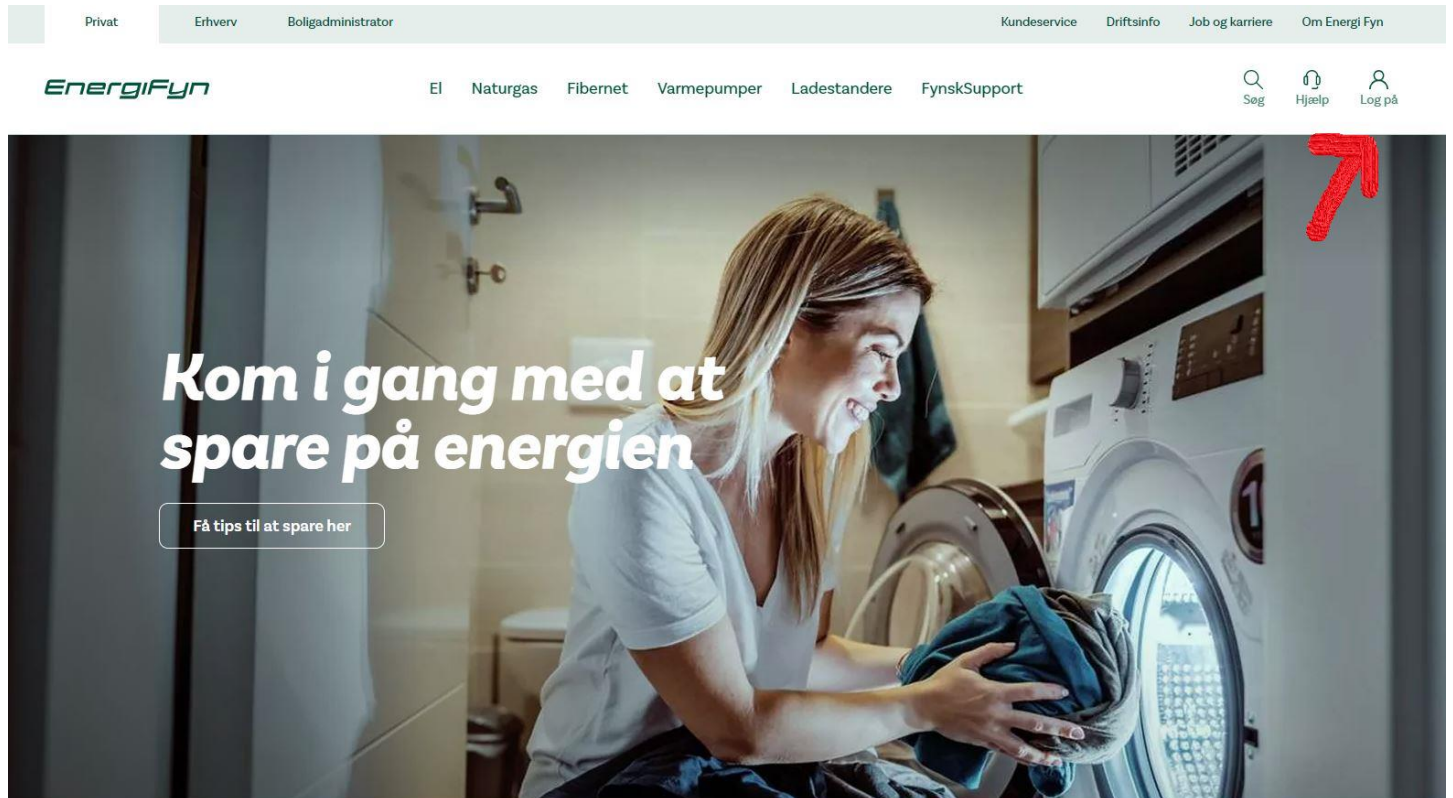 Privat Erhverv Boligadministrator Kundeservice Driftsinfo Job og karriere Om Energi Fyn
EnergiFyn El Naturgas Fibernet Varmepumper Ladestandere FynskSupport Søg Hjælp Log på
Kom i gang med at
spare på energien
Få tips til at spare her